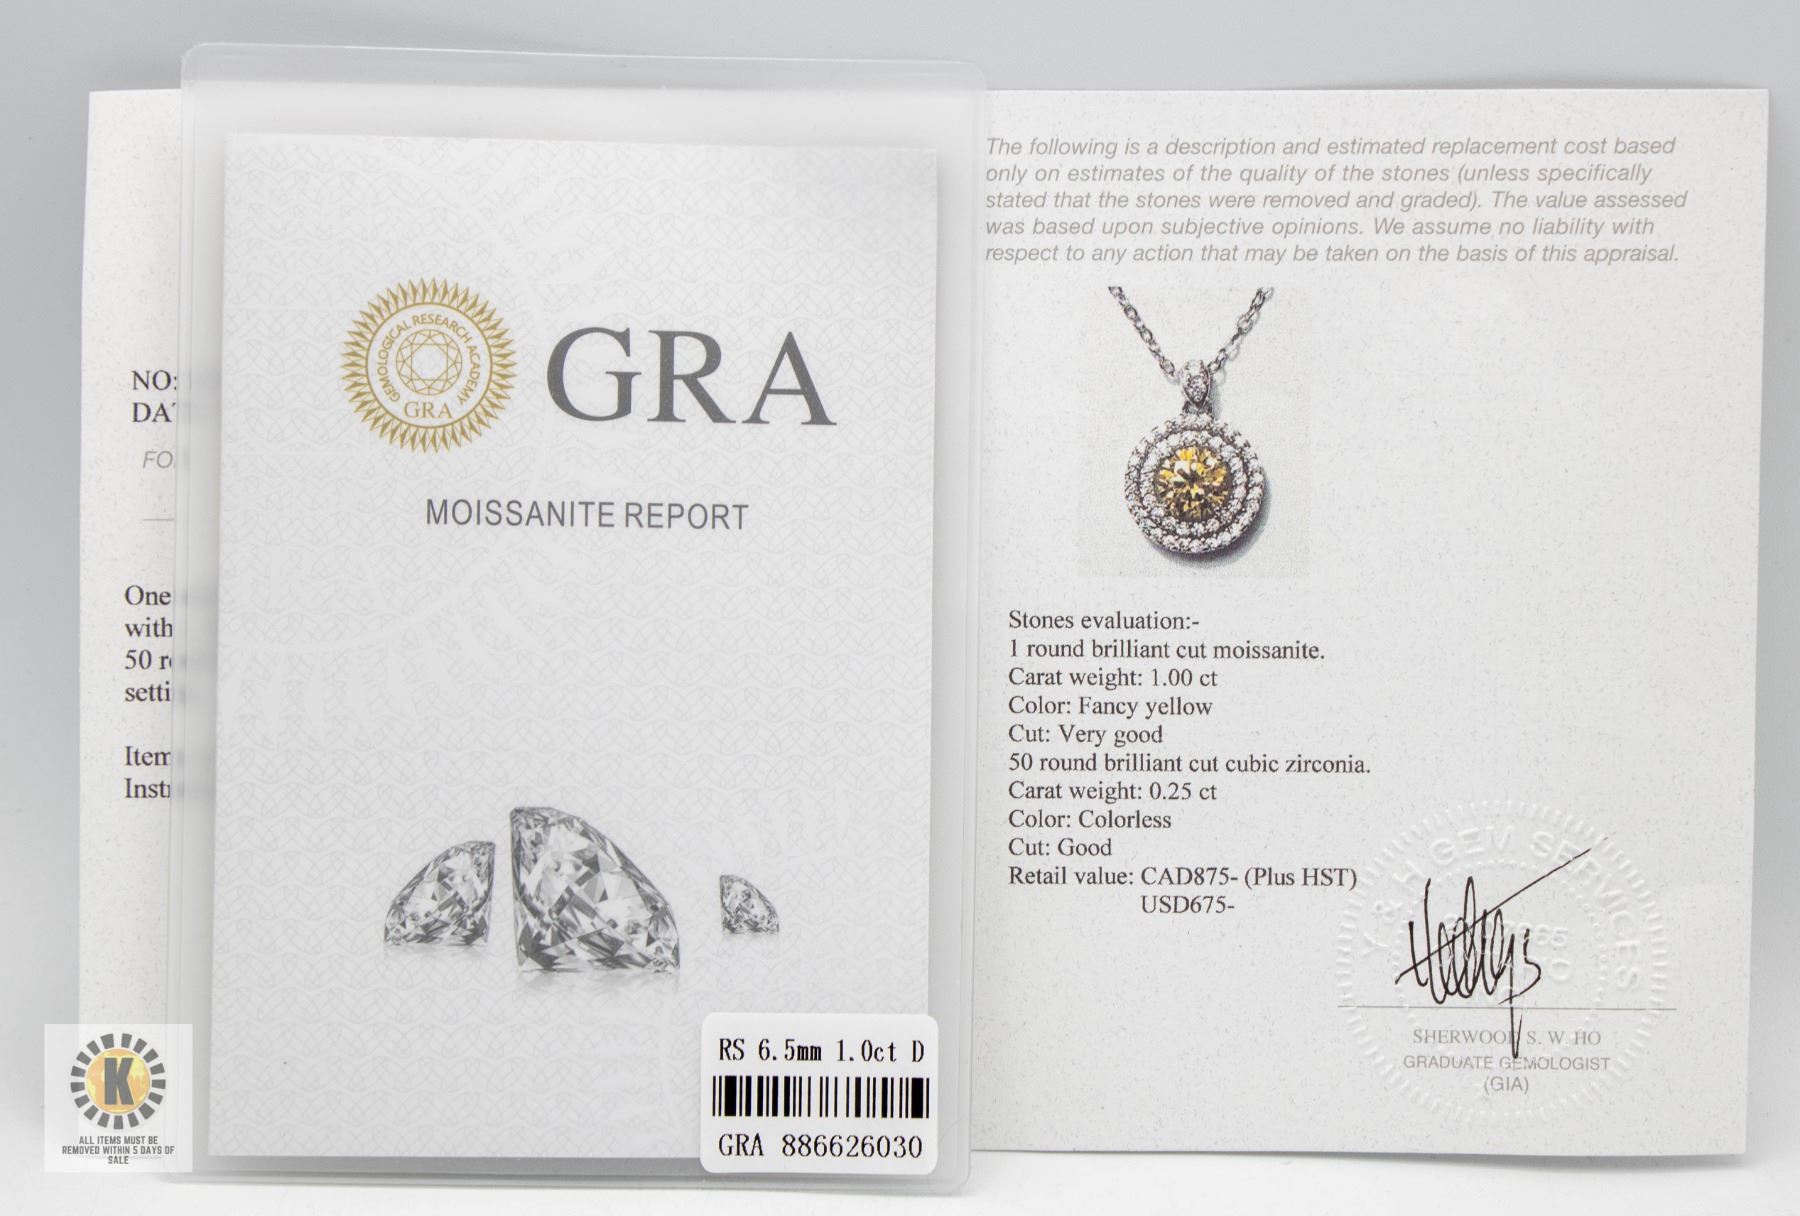 NO:
DA
FO
One
with
50 r
setti
Item
Inst
GEMOLOGICAL RESEARCH ACADEMY
GRA
GRA
MOISSANITE REPORT
RS 6.5mm 1.0ct D
GRA 886626030
The following is a description and estimated replacement cost based
only on estimates of the quality of the stones (unless specifically
stated that the stones were removed and graded). The value assessed
was based upon subjective opinions. We assume no liability with
respect to any action that may be taken on the basis of this appraisal.
Stones evaluation:-
1 round brilliant cut moissanite.
Carat weight: 1.00 ct
Color: Fancy yellow
Cut: Very good
50 round brilliant cut cubic zirconia.
Carat weight: 0.25 ct
Color: Colorless
Cut: Good
Retail value: CAD875- (Plus HST)
USD675-
Y & H GEM SERVICES
SHERWOOD S. W. HO
GRADUATE GEMOLOGIST
(GIA)
K
ALL ITEMS MUST BE
REMOVED WITHIN 5 DAYS OF
SALE